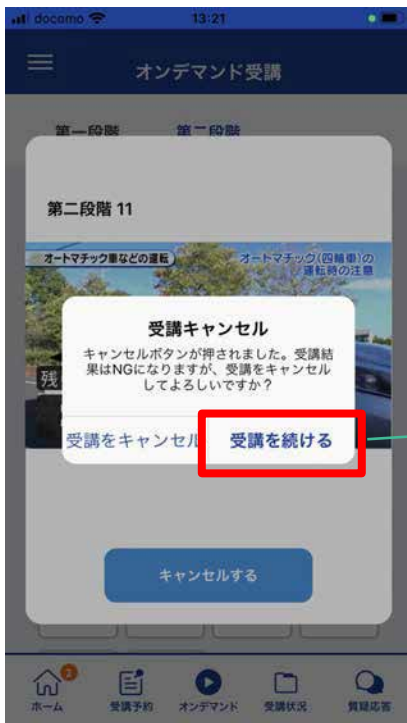 docomo 13:21
オンデマンド受講
第一段階 第二段階
第二段階 11
オートマチック車などの運転 オートマチック(四輪車)の
運転時の注意
受講キャンセル
キャンセルボタンが押されました。受講結
果はNGになりますが、受講をキャンセル
してよろしいですか？
残
受講をキャンセル 受講を続ける
キャンセルする
2
ホーム 受講予約 オンデマンド 受講状況 質疑応答